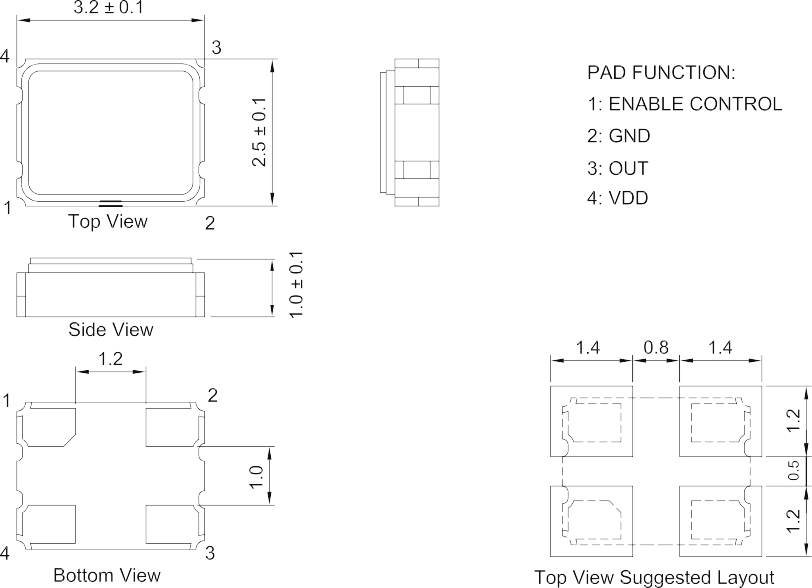 3.2 ± 0.1
4
3
2.5 ± 0.1
1
2
Top View
PAD FUNCTION:
1: ENABLE CONTROL
2: GND
3: OUT
4: VDD
1.0 ± 0.1
Side View
1.2
1
2
1.0
4
3
Bottom View
1.4
0.8
1.4
1.2
0.5
1.2
Top View Suggested Layout